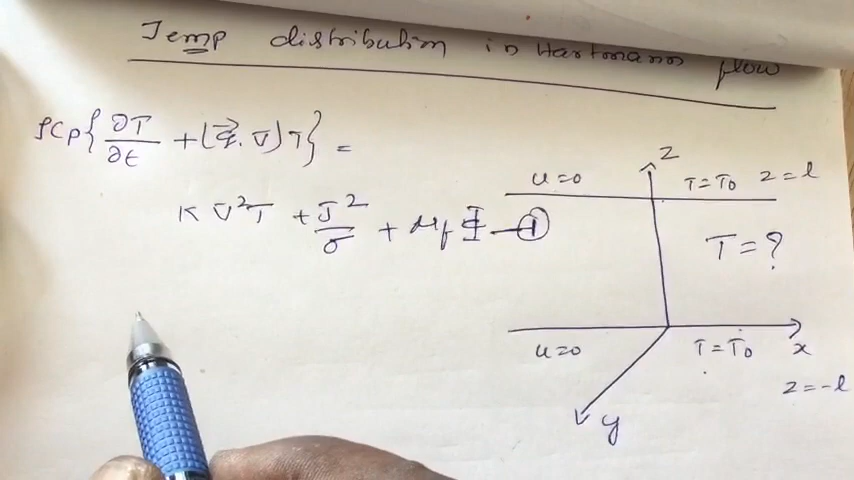 Temp distribution in Hartmann flow
ρCp{∂T/∂t + (q⃗.∇)T} =
K ∇²T + J²/σ + μf Φ —①
z
u=0 T=T₀ z=l
T=?
u=0 T=T₀ x
z=-l
y